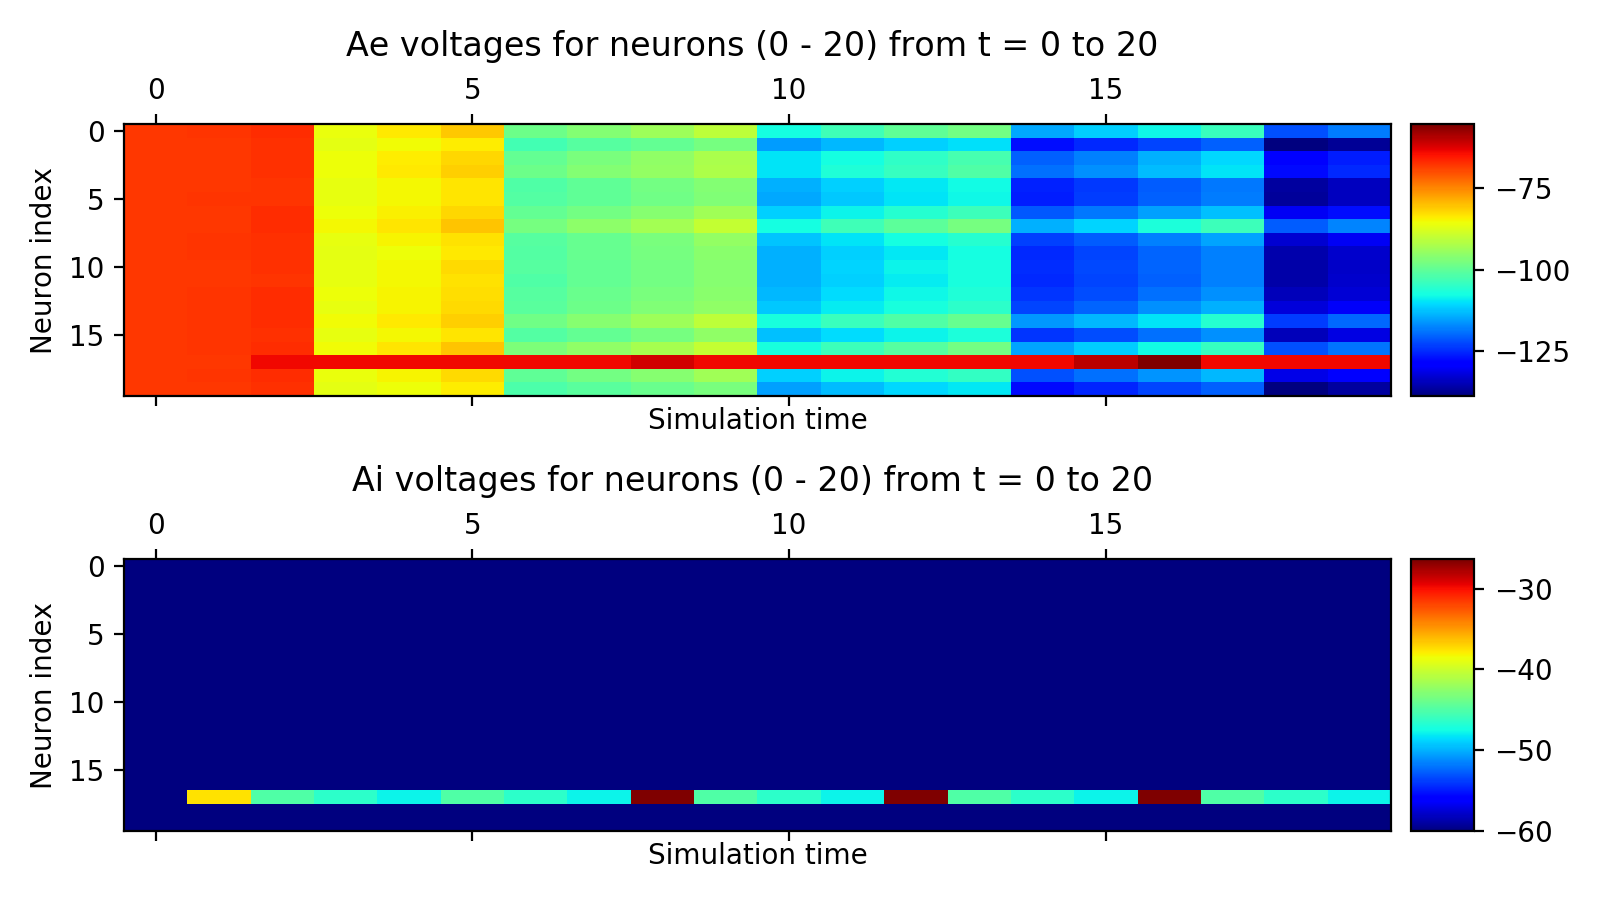 Ae voltages for neurons (0 - 20) from t = 0 to 20
0 5 10 15
Neuron index
0
5
10
15
−75
−100
−125
Simulation time
Ai voltages for neurons (0 - 20) from t = 0 to 20
0 5 10 15
Neuron index
0
5
10
15
−30
−40
−50
−60
Simulation time